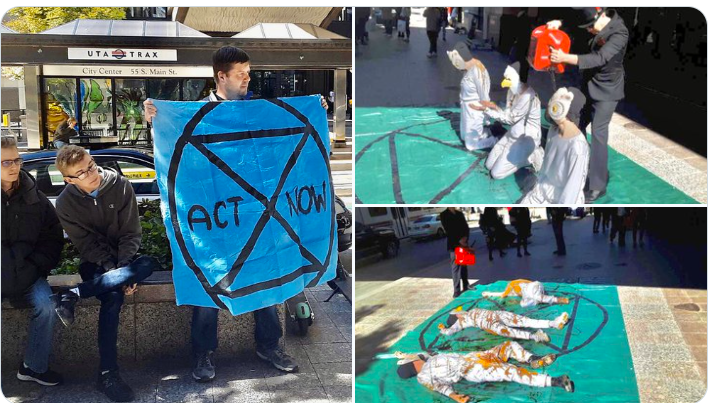 UTA TRAX
City Center 55 S. Main St.
ACT NOW